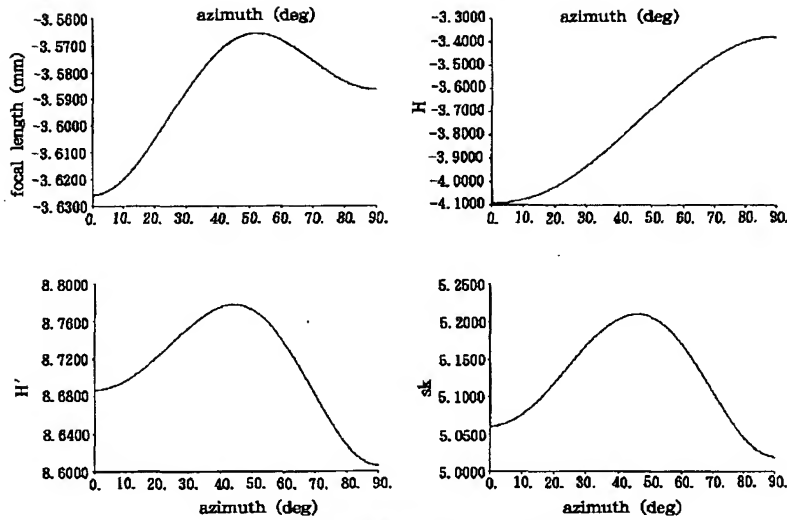 azimuth (deg)
focal length (mm)
-3.5600
-3.5700
-3.5800
-3.5900
-3.6000
-3.6100
-3.6200
-3.6300
0. 10. 20. 30. 40. 50. 60. 70. 80. 90.
azimuth (deg)
H
-3.3000
-3.4000
-3.5000
-3.6000
-3.7000
-3.8000
-3.9000
-4.0000
-4.1000
0. 10. 20. 30. 40. 50. 60. 70. 80. 90.
H'
8.8000
8.7600
8.7200
8.6800
8.6400
8.6000
0. 10. 20. 30. 40. 50. 60. 70. 80. 90.
azimuth (deg)
sk
5.2500
5.2000
5.1500
5.1000
5.0500
5.0000
0. 10. 20. 30. 40. 50. 60. 70. 80. 90.
azimuth (deg)